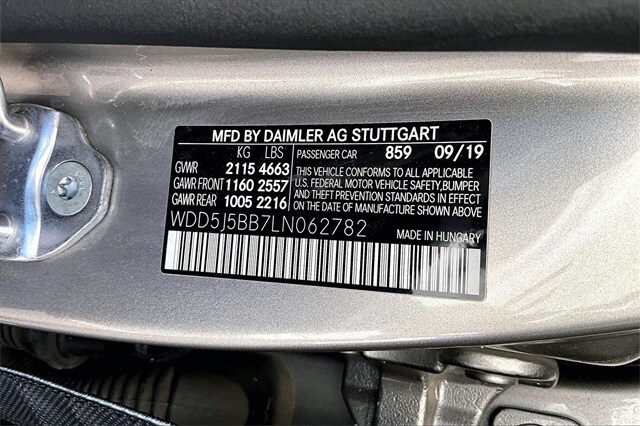 MFD BY DAIMLER AG STUTTGART
KG LBS PASSENGER CAR 859 09/19
GVWR 2115 4663 THIS VEHICLE CONFORMS TO ALL APPLICABLE
GAWR FRONT 1160 2557 U.S. FEDERAL MOTOR VEHICLE SAFETY, BUMPER
GAWR REAR 1005 2216 AND THEFT PREVENTION STANDARDS IN EFFECT ON THE DATE OF MANUFACTURE SHOWN ABOVE.
WDD5J5BB7LN062782 MADE IN HUNGARY